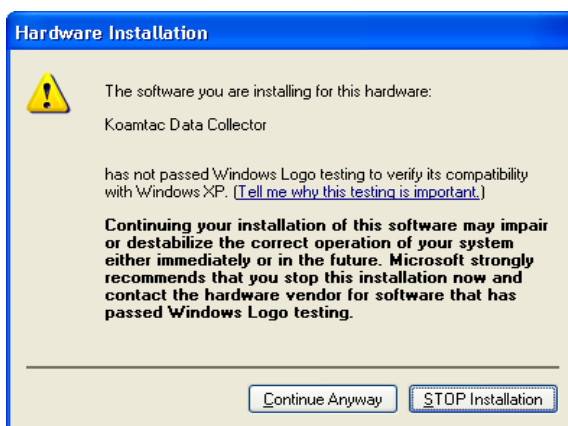 Hardware Installation
The software you are installing for this hardware:
Koamtac Data Collector
has not passed Windows Logo testing to verify its compatibility
with Windows XP. (Tell me why this testing is important.)
Continuing your installation of this software may impair
or destabilize the correct operation of your system
either immediately or in the future. Microsoft strongly
recommends that you stop this installation now and
contact the hardware vendor for software that has
passed Windows Logo testing.
Continue Anyway
STOP Installation